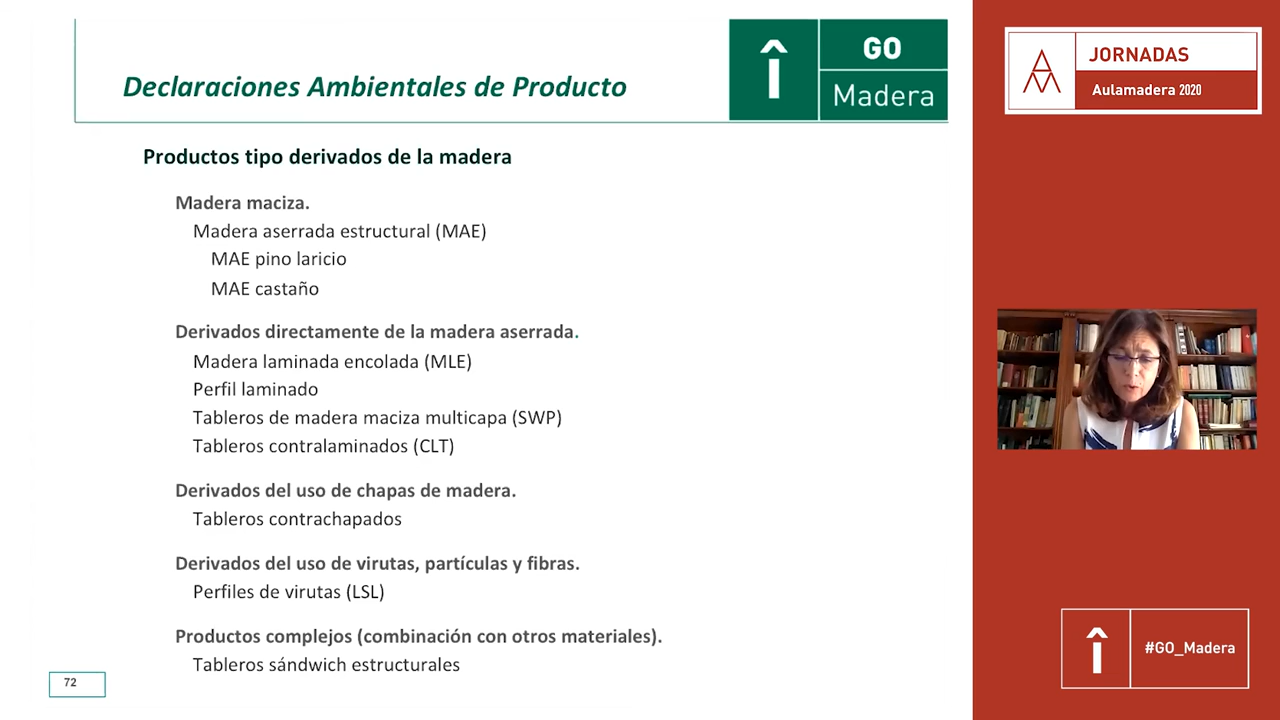 Declaraciones Ambientales de Producto
GO
Madera
JORNADAS
Aulamadera 2020
Productos tipo derivados de la madera
Madera maciza.
Madera aserrada estructural (MAE)
MAE pino laricio
MAE castaño
Derivados directamente de la madera aserrada.
Madera laminada encolada (MLE)
Perfil laminado
Tableros de madera maciza multicapa (SWP)
Tableros contralaminados (CLT)
Derivados del uso de chapas de madera.
Tableros contrachapados
Derivados del uso de virutas, partículas y fibras.
Perfiles de virutas (LSL)
Productos complejos (combinación con otros materiales).
Tableros sándwich estructurales
72
#GO_Madera